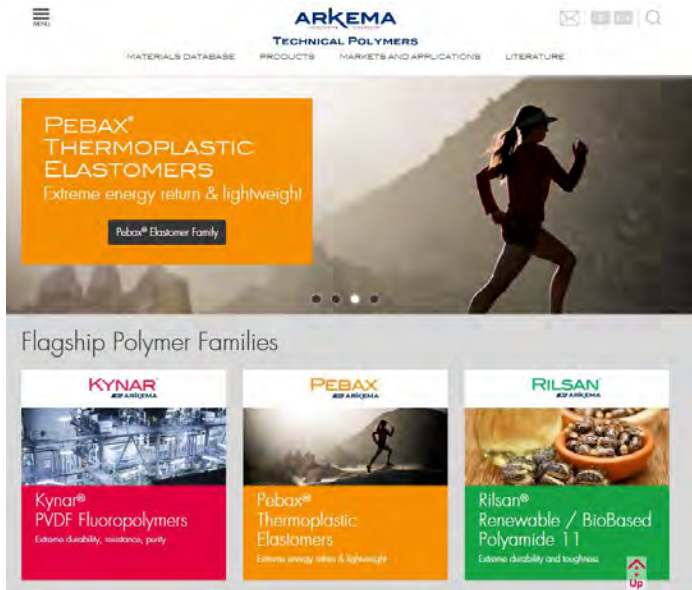 MENU
ARKEMA
TECHNICAL POLYMERS
MATERIALS DATABASE PRODUCTS MARKETS AND APPLICATIONS LITERATURE
PEBAX®
THERMOPLASTIC
ELASTOMERS
Extreme energy return & lightweight
Pebax® Elastomer Family
Flagship Polymer Families
KYNAR
ARKEMA
PEBAX
BY ARKEMA
RILSAN
BY ARKEMA
Kynar®
PVDF Fluoropolymers
Extreme durability, resistance, purity
Pebax®
Thermoplastic
Elastomers
Extreme energy return & lightweight
Rilsan®
Renewable / BioBased
Polyamide 11
Extreme durability and toughness
Up